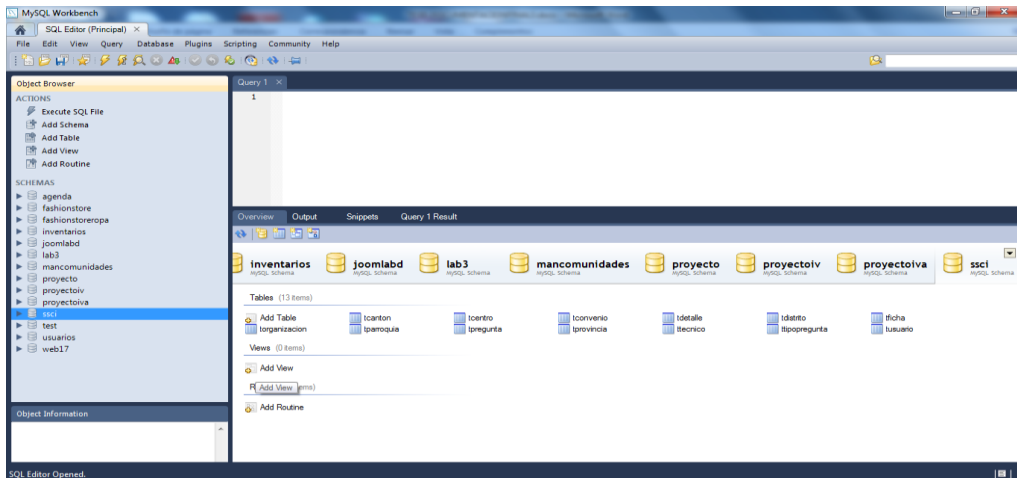 MySQL Workbench
SQL Editor (Principal)
File Edit View Query Database Plugins Scripting Community Help
Object Browser
ACTIONS
Execute SQL File
Add Schema
Add Table
Add View
Add Routine
SCHEMAS
agenda
fashionstore
fashionstoreropa
inventarios
joomlabd
lab3
mancomunidades
proyecto
proyectoiv
proyectoiva
ssci
test
usuarios
web17
Object Information
Query 1
1
Overview Output Snippets Query 1 Result
inventarios joomlabd lab3 mancomunidades proyecto proyectoiv proyectoiva ssci
MySQL Schema MySQL Schema MySQL Schema MySQL Schema MySQL Schema MySQL Schema MySQL Schema MySQL Schema
Tables (13 items)
Add Table tcanton tcentro tconvenio tdetalle tdistrito tficha
torganizacion tparroquia tpregunta tprovincia ttecnico ttipopregunta tusuario
Views (0 items)
Add View
R Add View ems)
Add Routine
SQL Editor Opened.